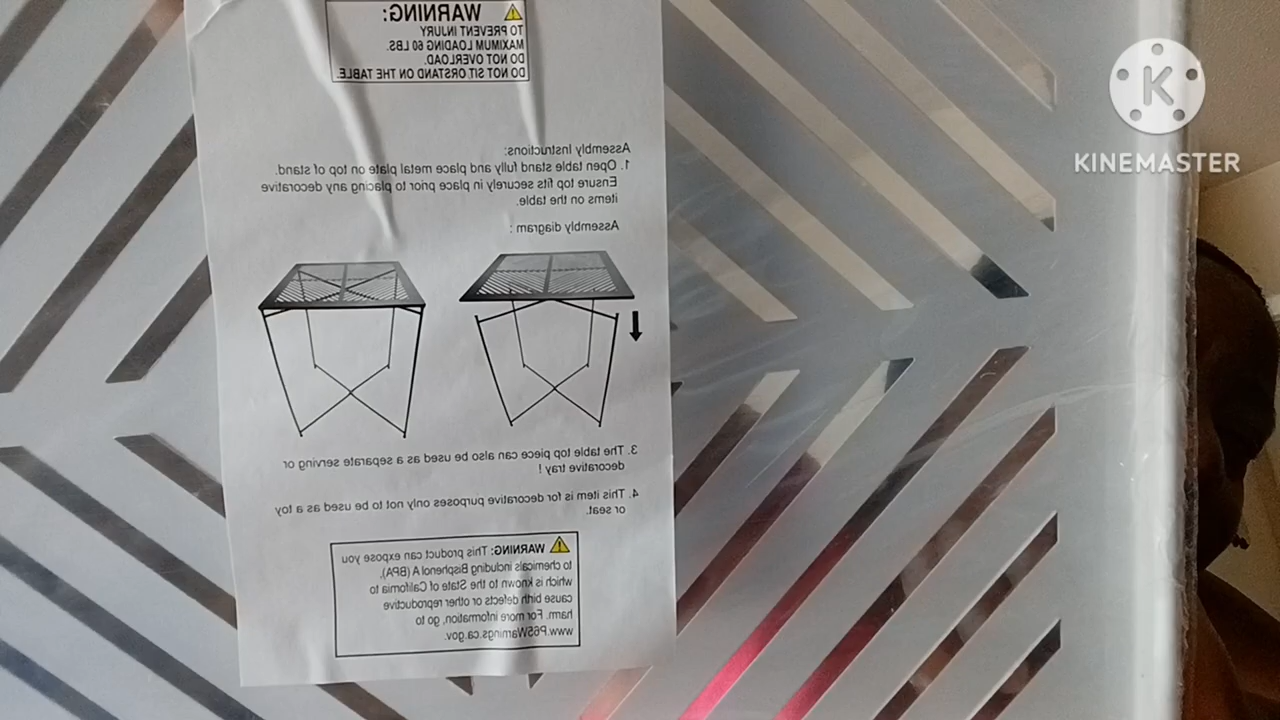 WARNING:
TO PREVENT INJURY
MAXIMUM LOADING 60 LBS.
DO NOT OVERLOAD.
DO NOT SIT ORSTAND ON THE TABLE.
Assembly Instructions:
1. Open table stand fully and place metal plate on top of stand.
Ensure top fits securely in place prior to placing any decorative
items on the table.
Assembly diagram :
3. The table top piece can also be used as a separate serving or
decorative tray !
4. This item is for decorative purposes only not to be used as a toy
or seat.
WARNING: This product can expose you
to chemicals including Bisphenol A (BPA),
which is known to the State of California to
cause birth defects or other reproductive
harm. For more information, go to
www.P65Warnings.ca.gov.
K
KINEMASTER